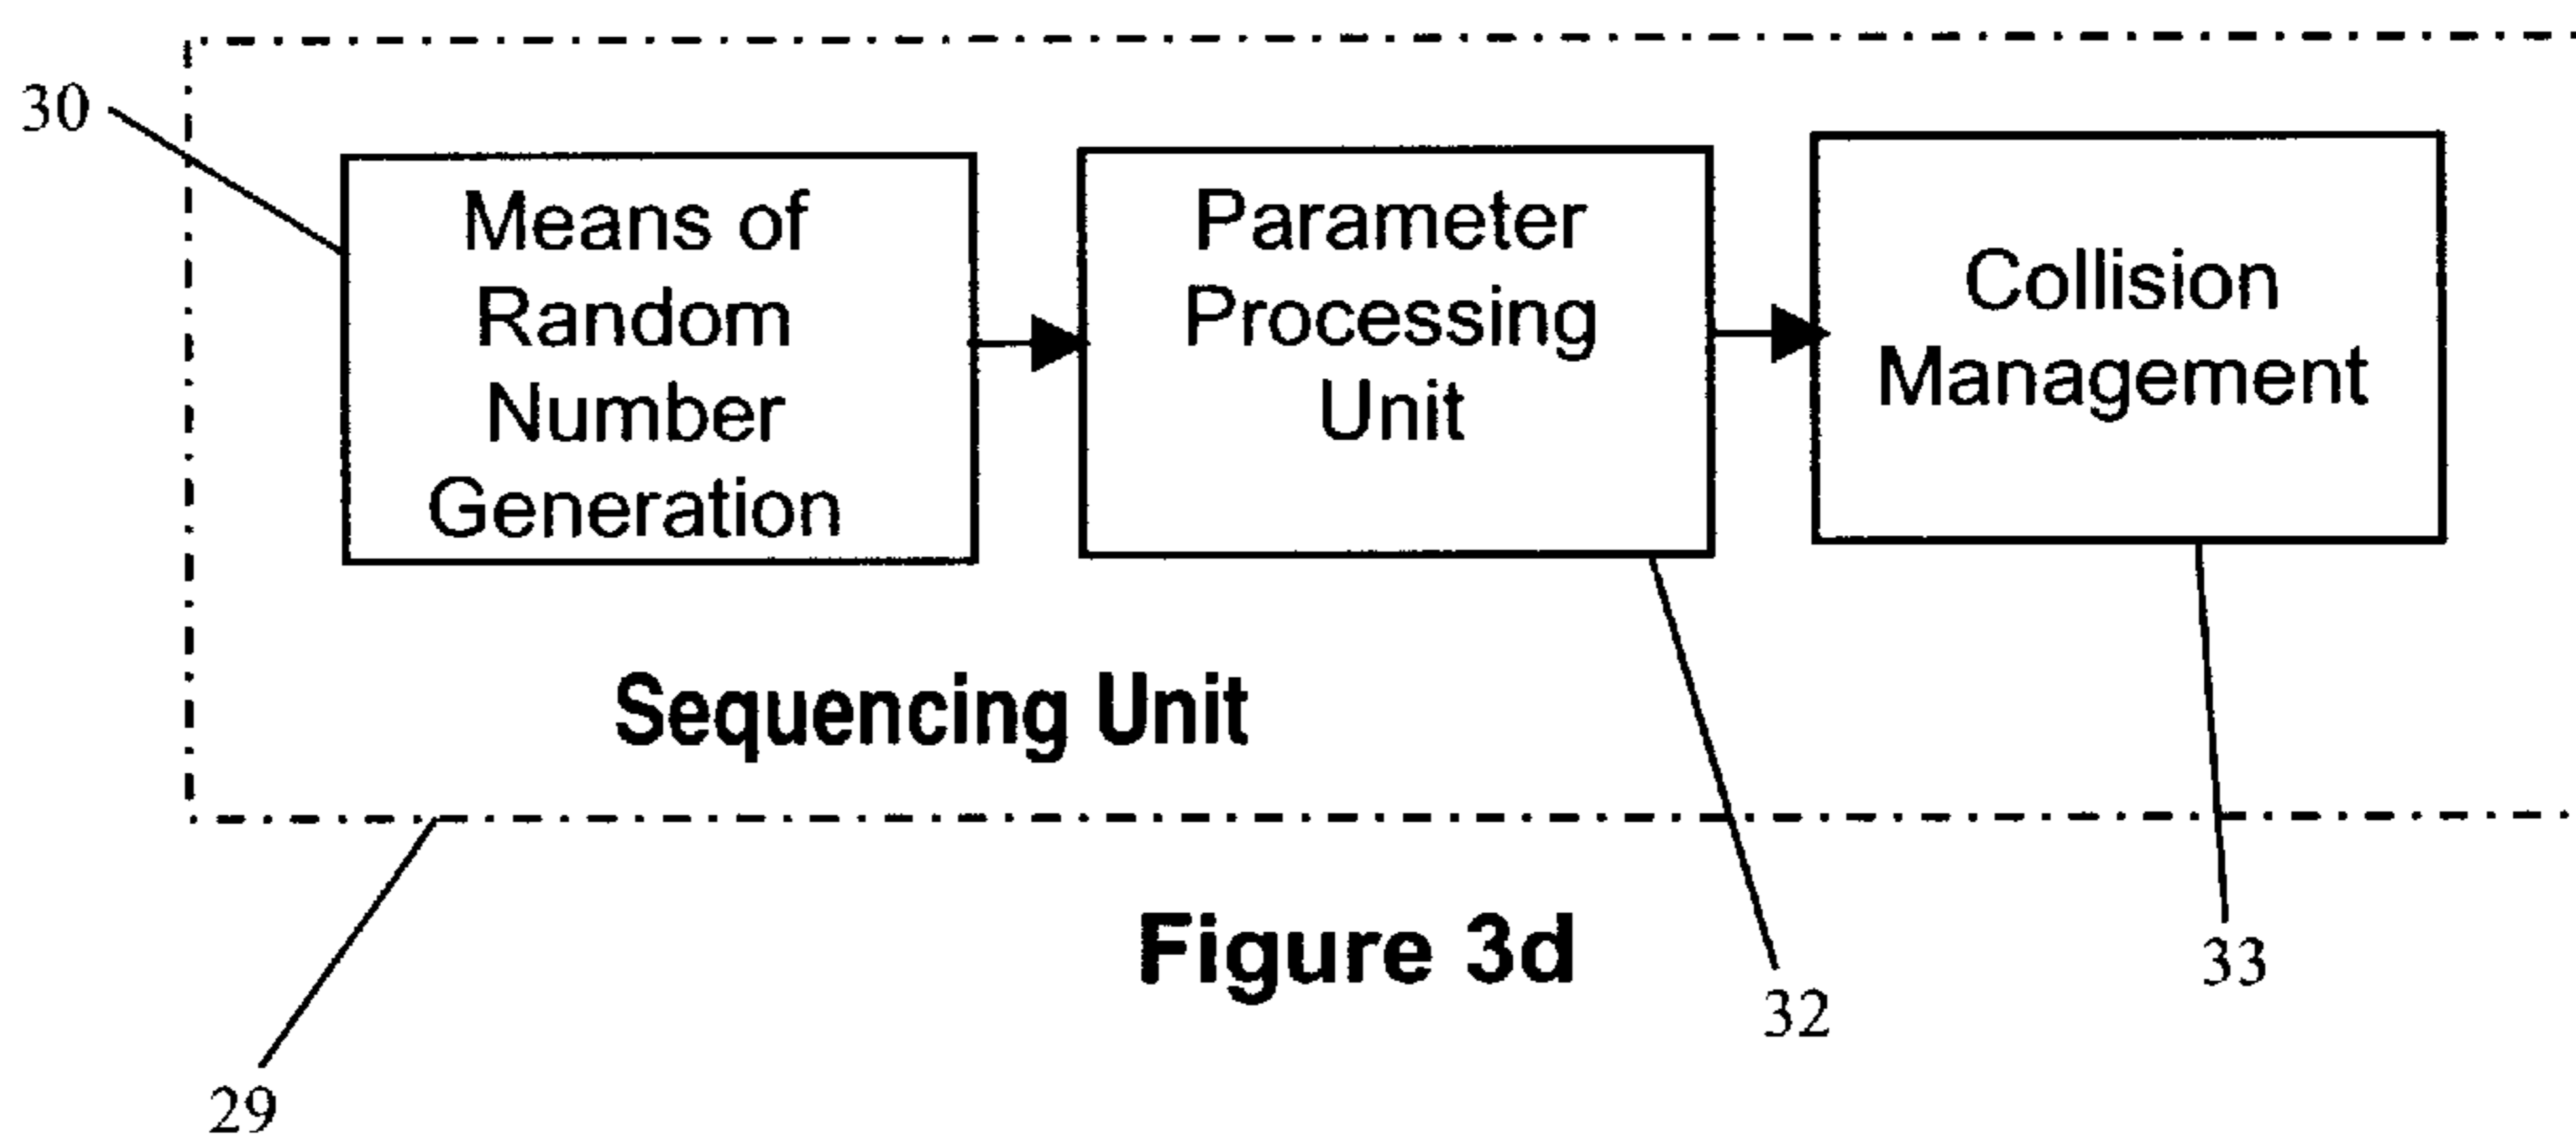 30
Means of
Random
Number
Generation
Parameter
Processing
Unit
Collision
Management
Sequencing Unit
Figure 3d
33
32
29